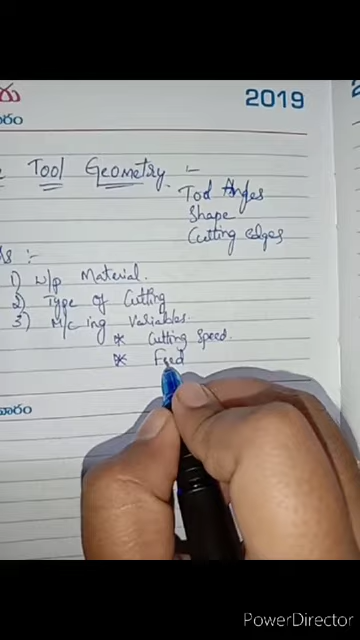 2019
Tool Geometry :-
Tool Angles
Shape
Cutting edges
:-
1) w/p Material.
2) Type of Cutting
3) M/c ing Variables.
* Cutting Speed.
* Feed
PowerDirector